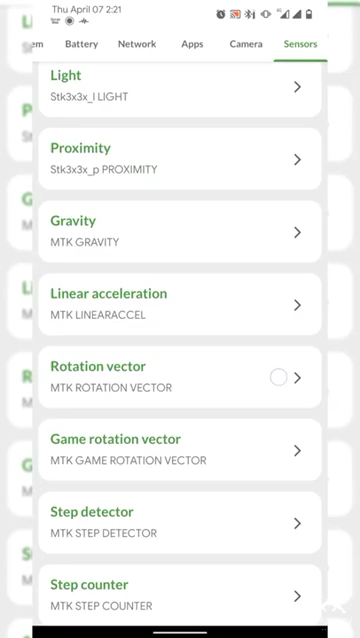 Thu April 07 2:21
em Battery Network Apps Camera Sensors
Light
Stk3x3x_l LIGHT
Proximity
Stk3x3x_p PROXIMITY
Gravity
MTK GRAVITY
Linear acceleration
MTK LINEARACCEL
Rotation vector
MTK ROTATION VECTOR
Game rotation vector
MTK GAME ROTATION VECTOR
Step detector
MTK STEP DETECTOR
Step counter
MTK STEP COUNTER